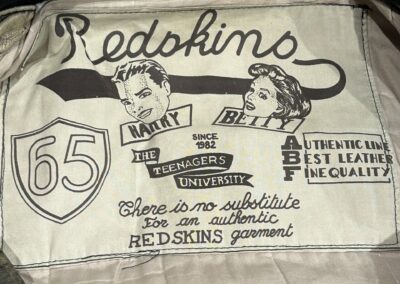 Redskins
HARRY
BETTY
SINCE
1982
65
THE
TEENAGERS
UNIVERSITY
AUTHENTIC LINE
BEST LEATHER
FINE QUALITY
There is no substitute
For an authentic
REDSKINS garment